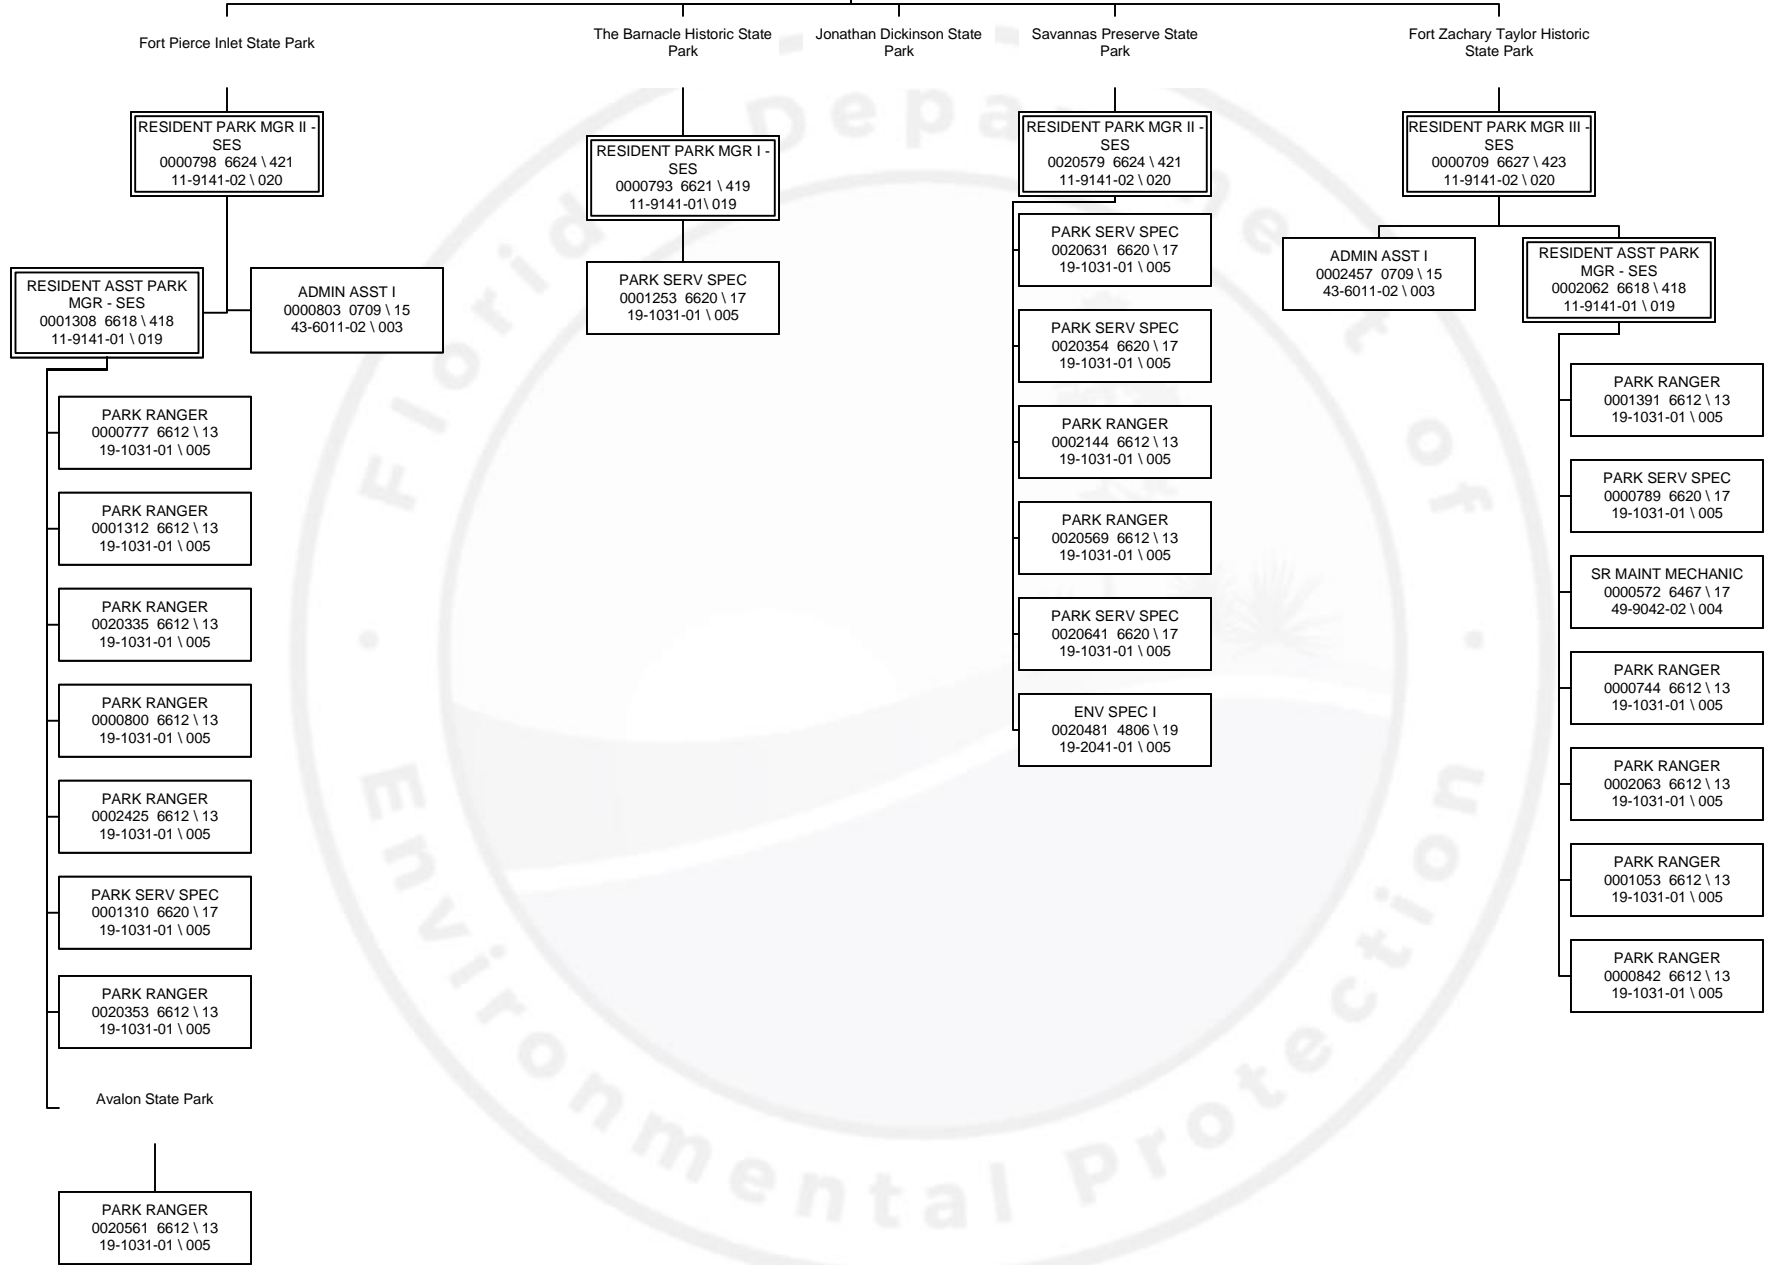 Fort Pierce Inlet State Park
The Barnacle Historic State
Park
Jonathan Dickinson State
Park
Savannas Preserve State
Park
Fort Zachary Taylor Historic
State Park
RESIDENT PARK MGR II -
SES
0000798 6624 \ 421
11-9141-02 \ 020
RESIDENT ASST PARK
MGR - SES
0001308 6618 \ 418
11-9141-01 \ 019
ADMIN ASST I
0000803 0709 \ 15
43-6011-02 \ 003
PARK RANGER
0000777 6612 \ 13
19-1031-01 \ 005
PARK RANGER
0001312 6612 \ 13
19-1031-01 \ 005
PARK RANGER
0020335 6612 \ 13
19-1031-01 \ 005
PARK RANGER
0000800 6612 \ 13
19-1031-01 \ 005
PARK RANGER
0002425 6612 \ 13
19-1031-01 \ 005
PARK SERV SPEC
0001310 6620 \ 17
19-1031-01 \ 005
PARK RANGER
0020353 6612 \ 13
19-1031-01 \ 005
Avalon State Park
PARK RANGER
0020561 6612 \ 13
19-1031-01 \ 005
RESIDENT PARK MGR I -
SES
0000793 6621 \ 419
11-9141-01\ 019
PARK SERV SPEC
0001253 6620 \ 17
19-1031-01 \ 005
RESIDENT PARK MGR II -
SES
0020579 6624 \ 421
11-9141-02 \ 020
PARK SERV SPEC
0020631 6620 \ 17
19-1031-01 \ 005
PARK SERV SPEC
0020354 6620 \ 17
19-1031-01 \ 005
PARK RANGER
0002144 6612 \ 13
19-1031-01 \ 005
PARK RANGER
0020569 6612 \ 13
19-1031-01 \ 005
PARK SERV SPEC
0020641 6620 \ 17
19-1031-01 \ 005
ENV SPEC I
0020481 4806 \ 19
19-2041-01 \ 005
RESIDENT PARK MGR III -
SES
0000709 6627 \ 423
11-9141-02 \ 020
ADMIN ASST I
0002457 0709 \ 15
43-6011-02 \ 003
RESIDENT ASST PARK
MGR - SES
0002062 6618 \ 418
11-9141-01 \ 019
PARK RANGER
0001391 6612 \ 13
19-1031-01 \ 005
PARK SERV SPEC
0000789 6620 \ 17
19-1031-01 \ 005
SR MAINT MECHANIC
0000572 6467 \ 17
49-9042-02 \ 004
PARK RANGER
0000744 6612 \ 13
19-1031-01 \ 005
PARK RANGER
0002063 6612 \ 13
19-1031-01 \ 005
PARK RANGER
0001053 6612 \ 13
19-1031-01 \ 005
PARK RANGER
0000842 6612 \ 13
19-1031-01 \ 005
Environmental Protection